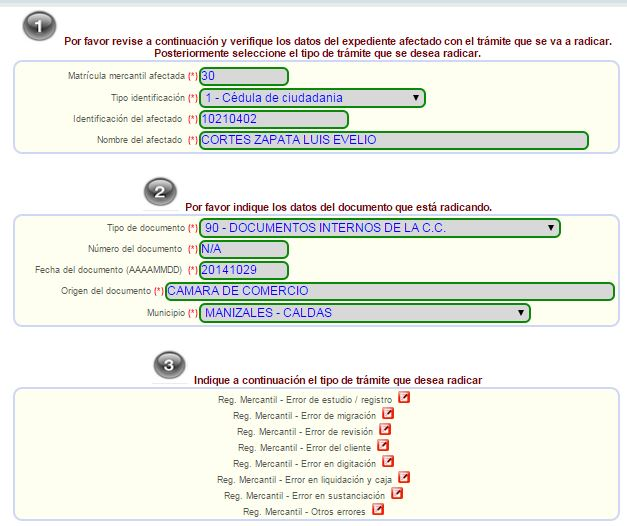 1
Por favor revise a continuación y verifique los datos del expediente afectado con el trámite que se va a radicar.
Posteriormente seleccione el tipo de trámite que se desea radicar.
Matrícula mercantil afectada (*) 30
Tipo identificación (*) 1 - Cédula de ciudadania
Identificación del afectado (*) 10210402
Nombre del afectado (*) CORTES ZAPATA LUIS EVELIO
2
Por favor indique los datos del documento que está radicando.
Tipo de documento (*) 90 - DOCUMENTOS INTERNOS DE LA C.C.
Número del documento (*) N/A
Fecha del documento (AAAAMMDD) (*) 20141029
Origen del documento (*) CAMARA DE COMERCIO
Municipio (*) MANIZALES - CALDAS
3
Indique a continuación el tipo de trámite que desea radicar
Reg. Mercantil - Error de estudio / registro
Reg. Mercantil - Error de migración
Reg. Mercantil - Error de revisión
Reg. Mercantil - Error del cliente
Reg. Mercantil - Error en digitación
Reg. Mercantil - Error en liquidación y caja
Reg. Mercantil - Error en sustanciación
Reg. Mercantil - Otros errores